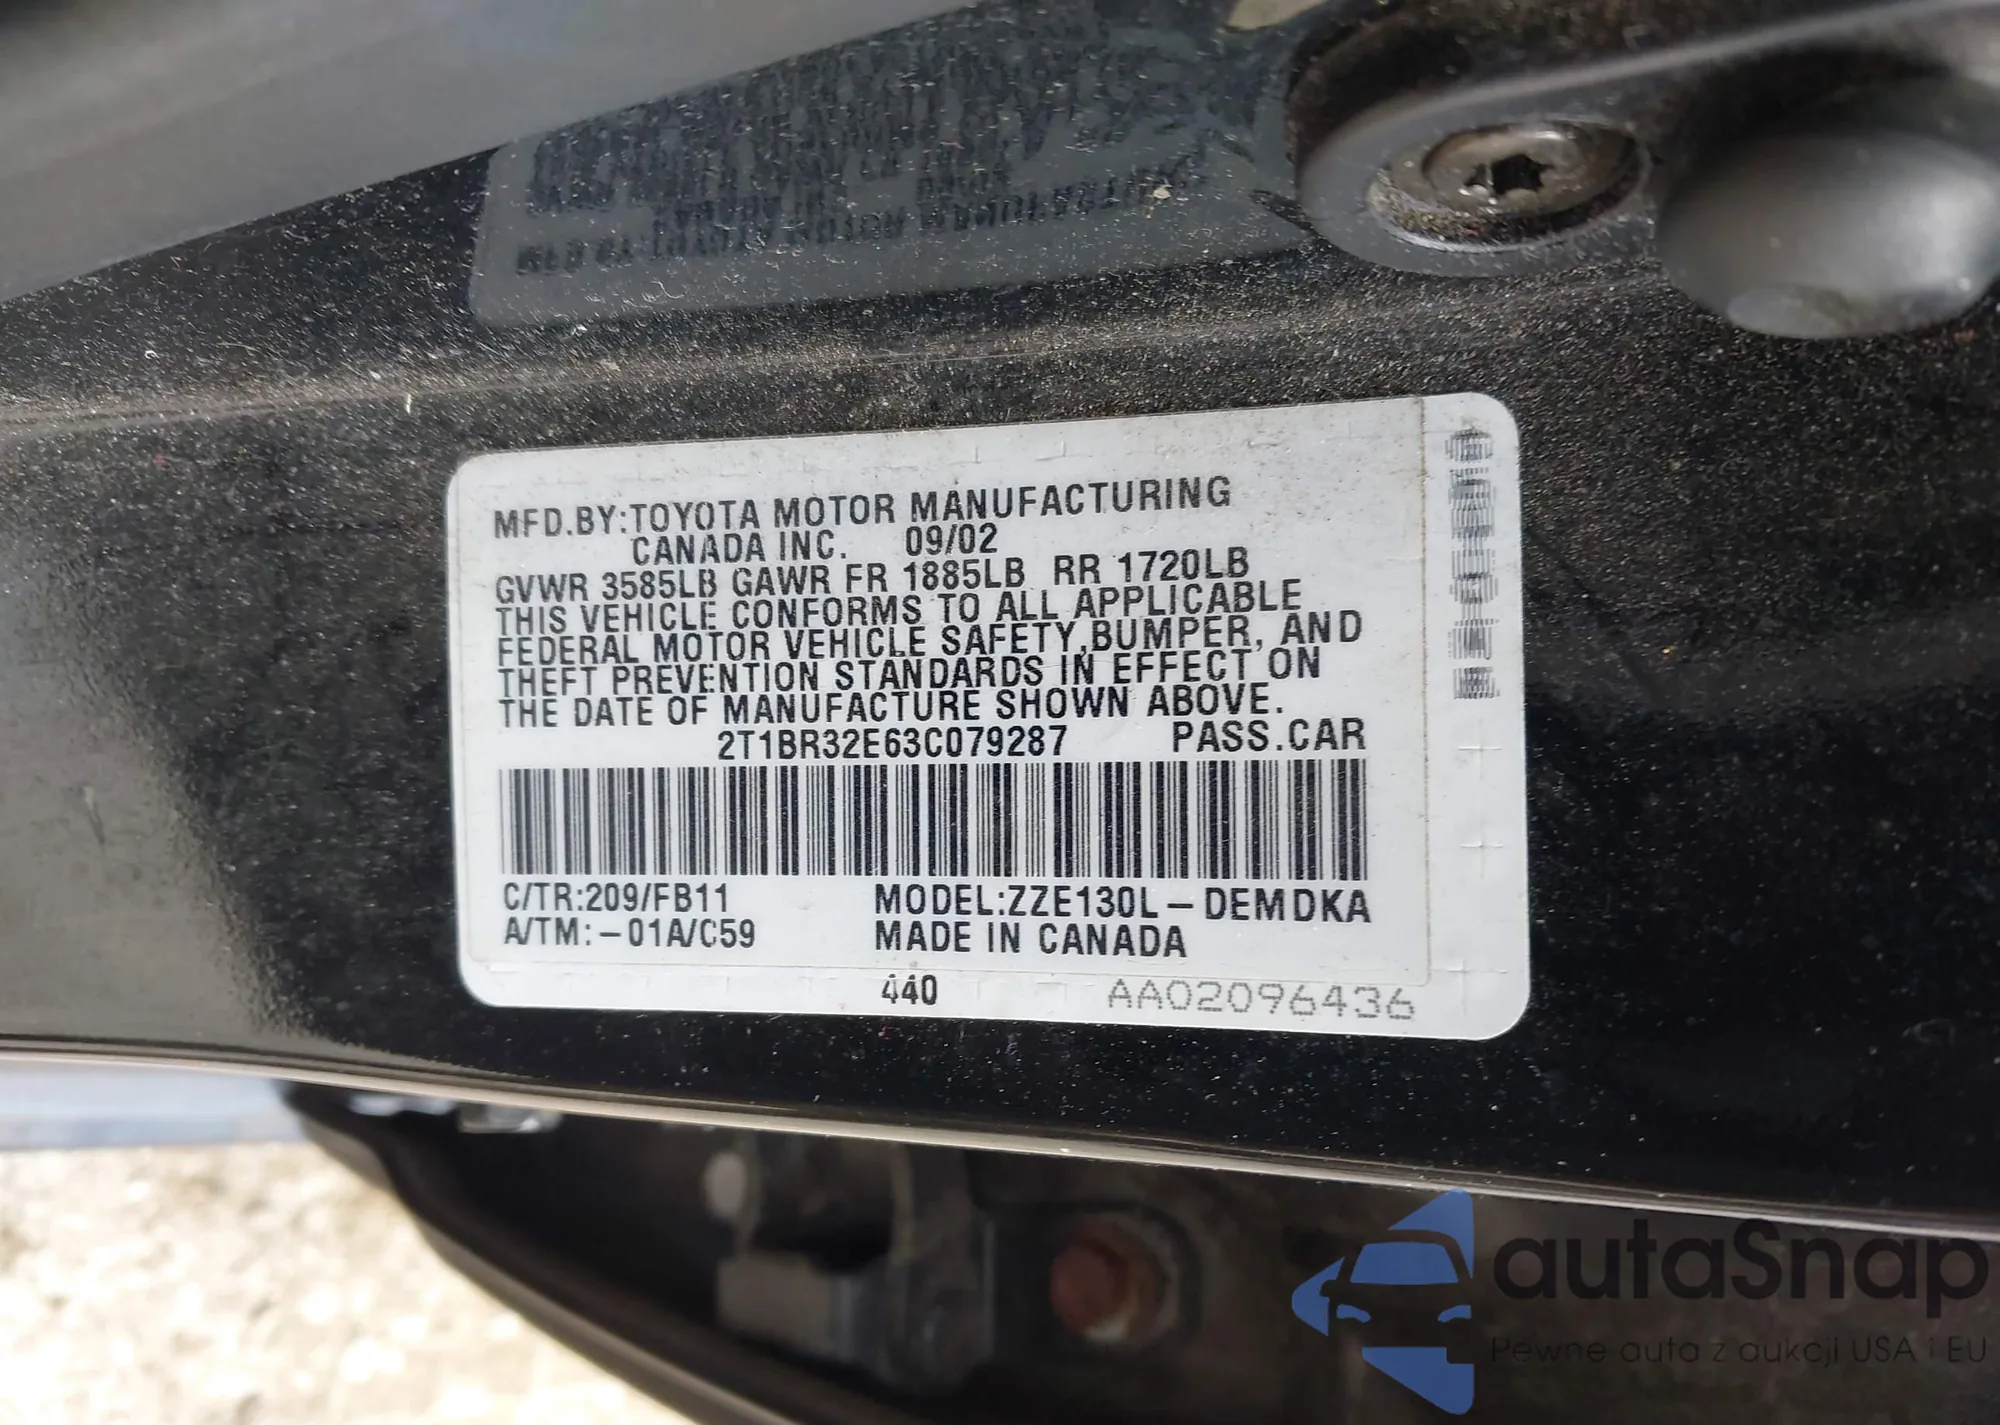 MFD.BY:TOYOTA MOTOR MANUFACTURING
CANADA INC. 09/02
GVWR 3585LB GAWR FR 1885LB RR 1720LB
THIS VEHICLE CONFORMS TO ALL APPLICABLE
FEDERAL MOTOR VEHICLE SAFETY,BUMPER, AND
THEFT PREVENTION STANDARDS IN EFFECT ON
THE DATE OF MANUFACTURE SHOWN ABOVE.
2T1BR32E63C079287 PASS.CAR
C/TR:209/FB11 MODEL:ZZE130L-DEMDKA
A/TM:-01A/C59 MADE IN CANADA
440 AA02096436
autaSnap
Pewne auta z aukcji USA i EU